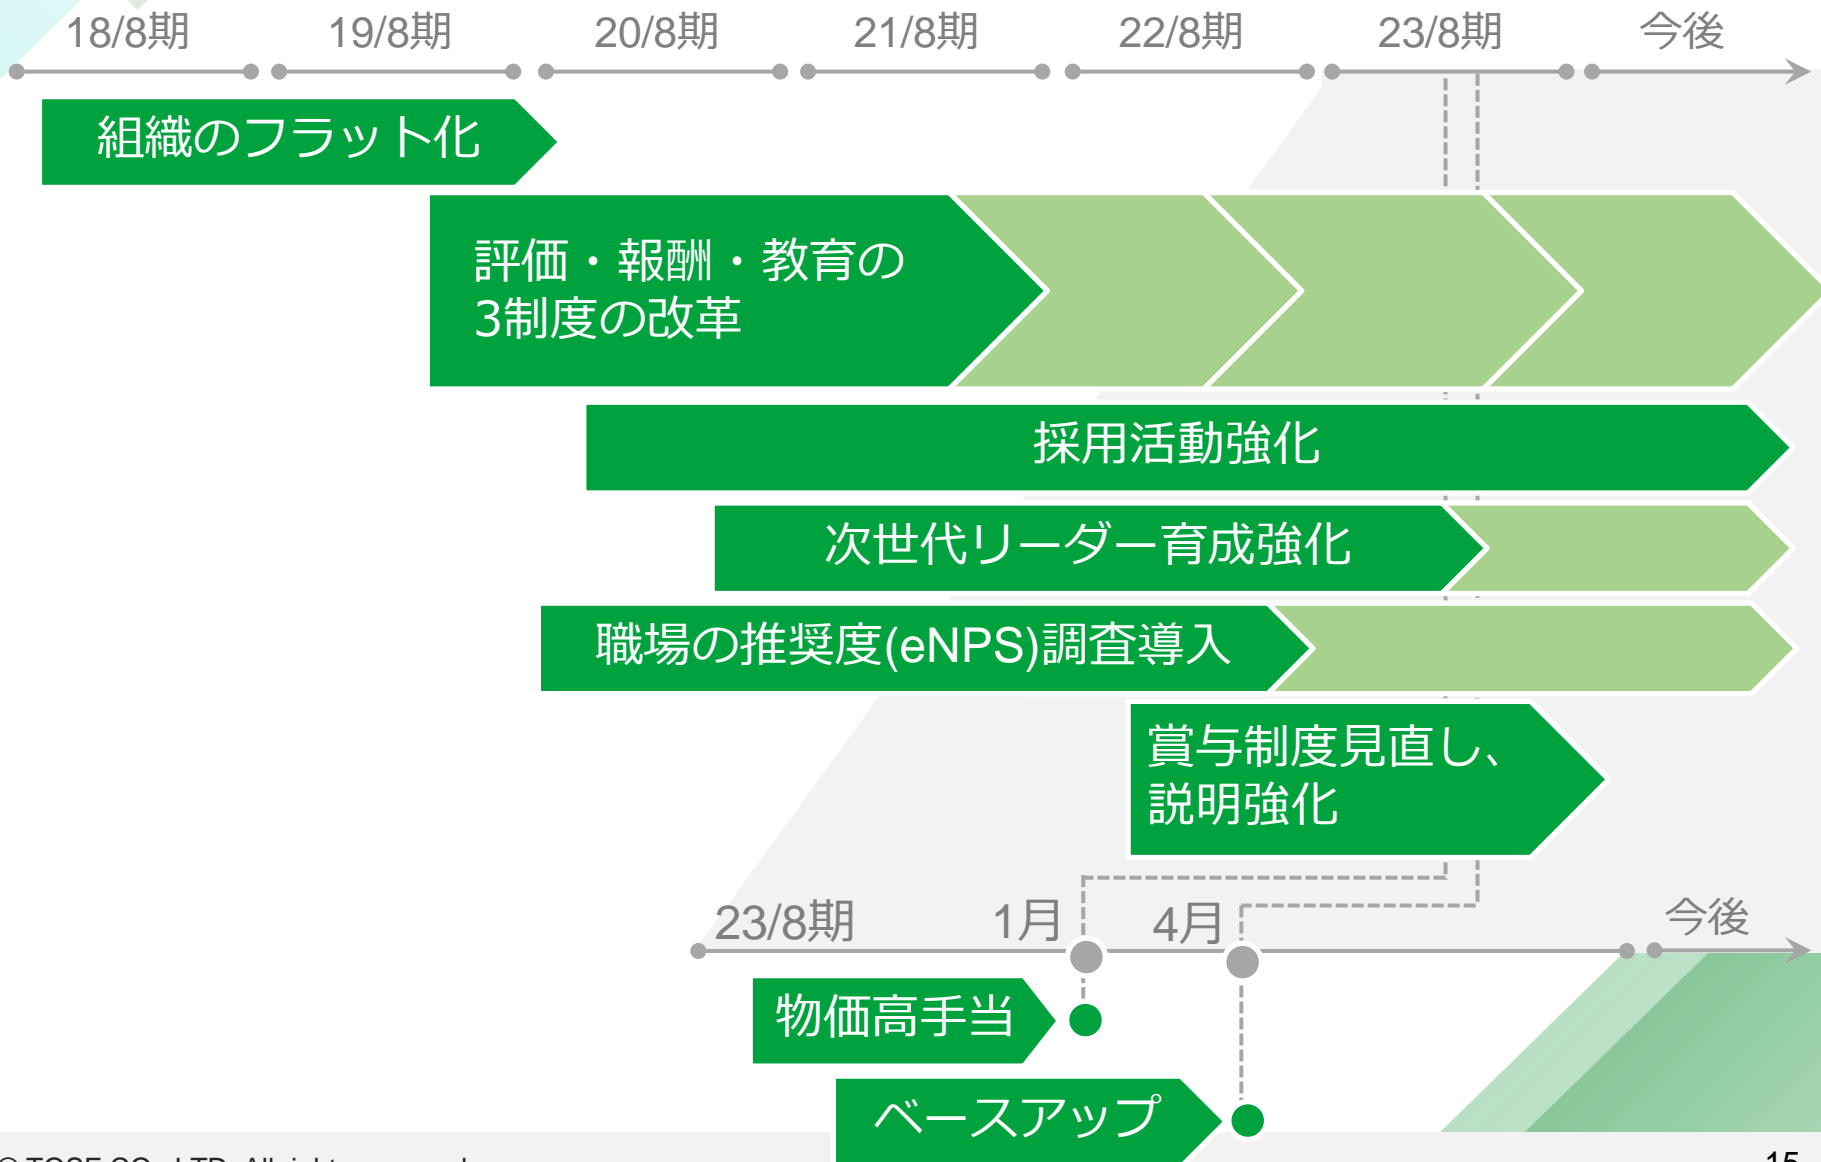 18/8期 19/8期 20/8期 21/8期 22/8期 23/8期 今後
組織のフラット化
評価・報酬・教育の
3制度の改革
採用活動強化
次世代リーダー育成強化
職場の推奨度(eNPS)調査導入
賞与制度見直し、
説明強化
23/8期 1月 4月 今後
物価高手当
ベースアップ
15